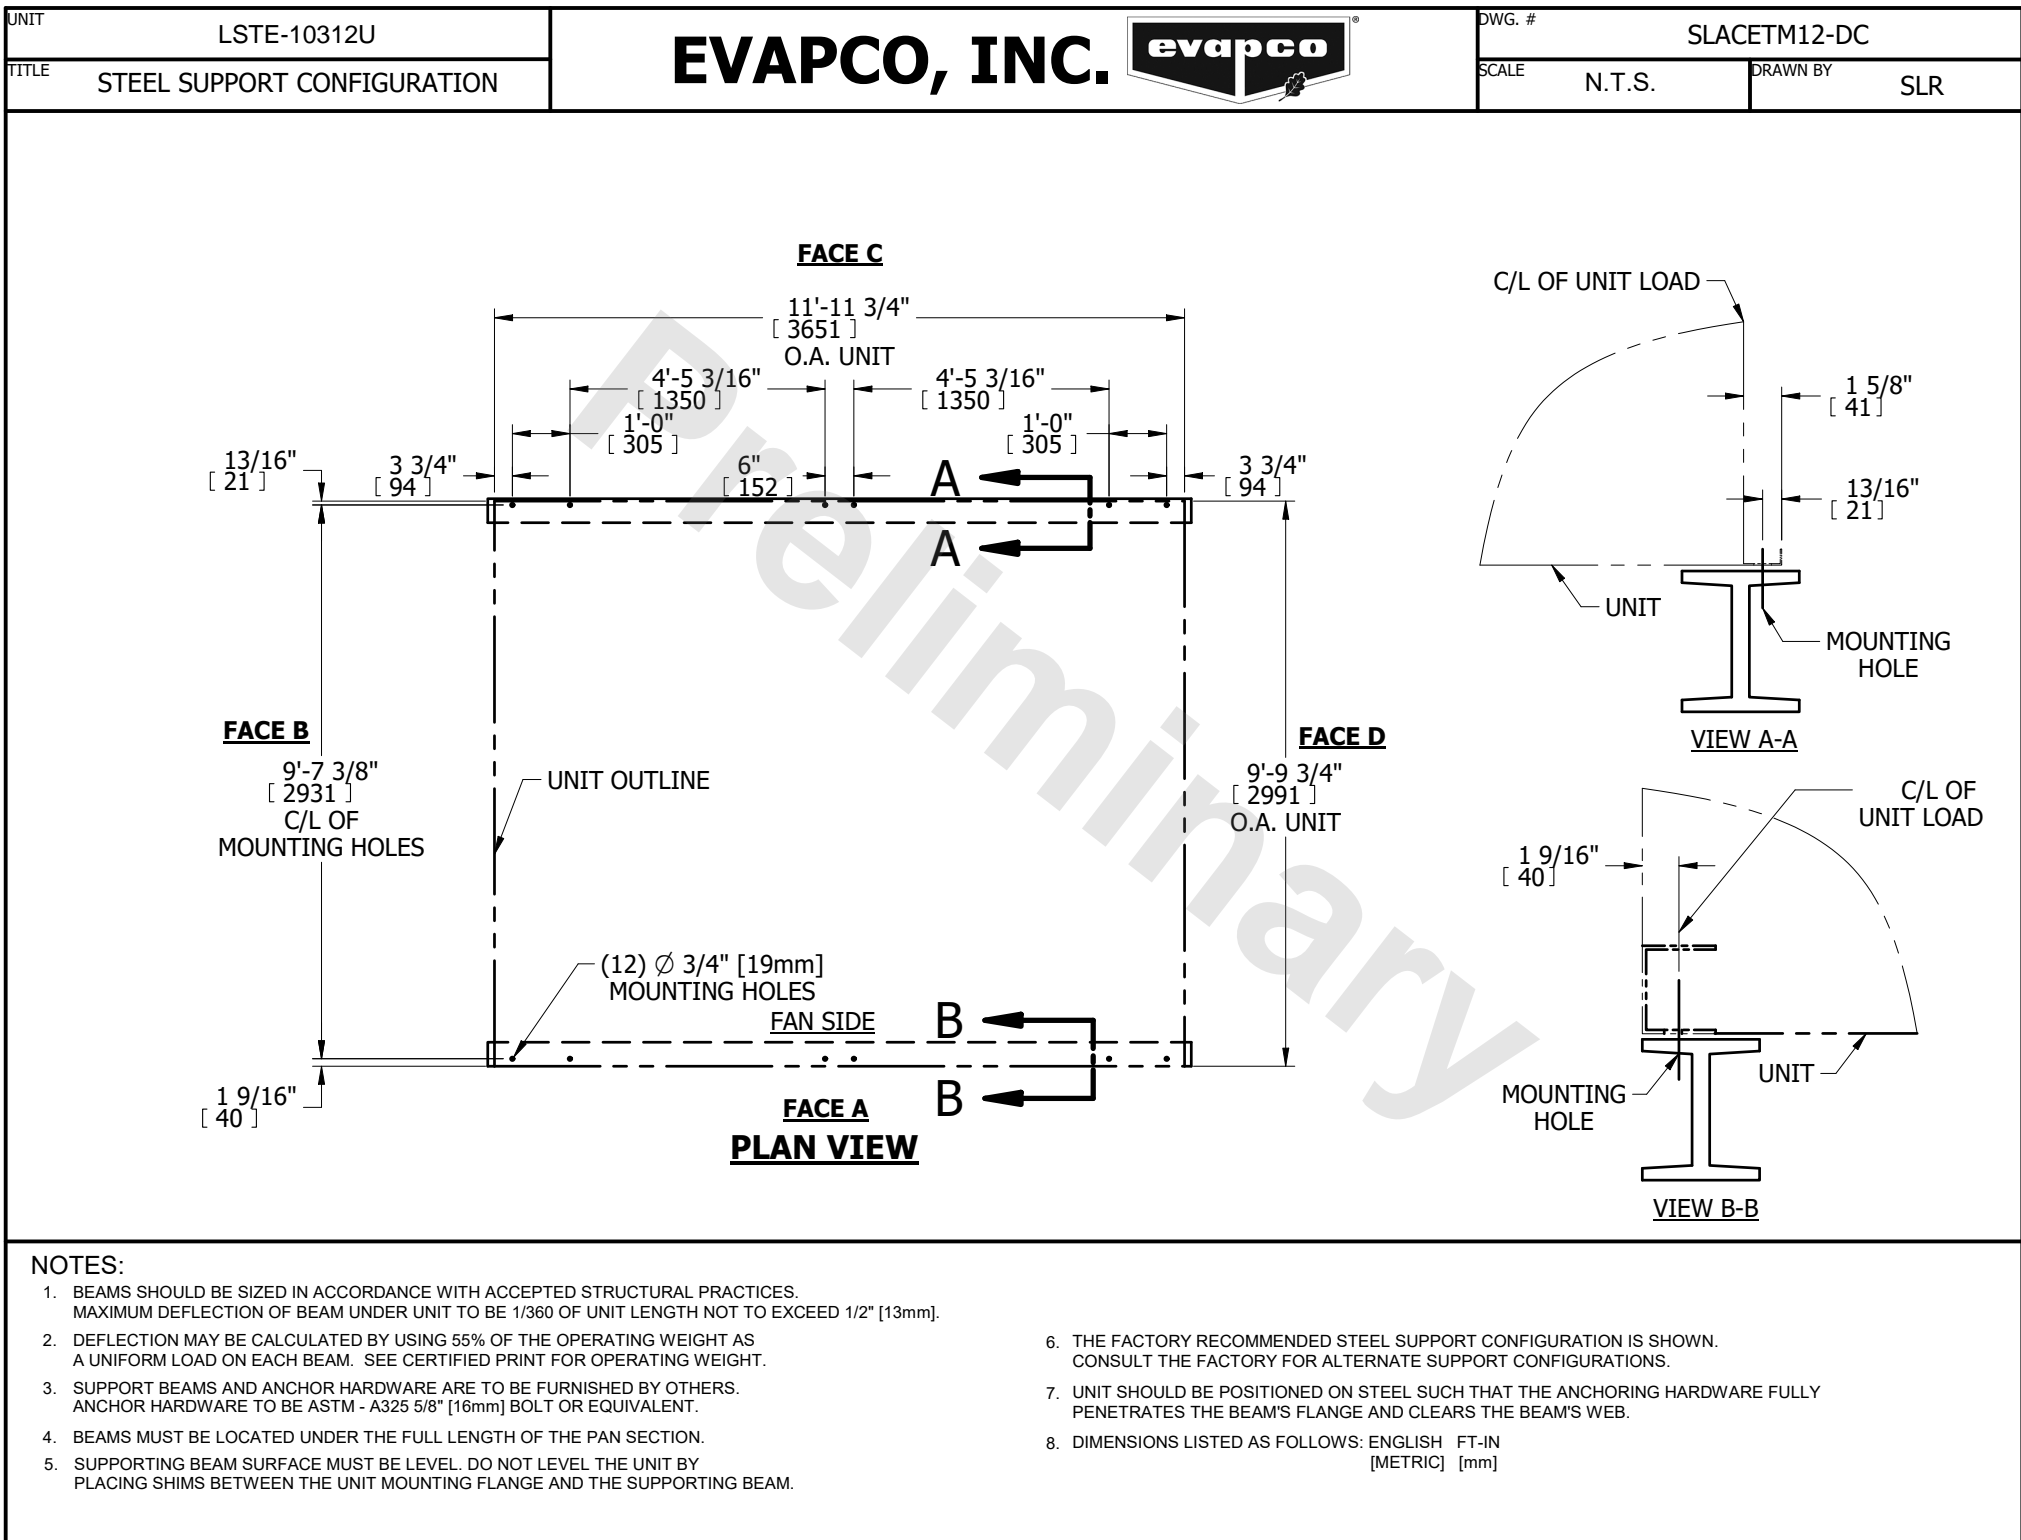 UNIT
LSTE-10312U
TITLE
STEEL SUPPORT CONFIGURATION
EVAPCO, INC.
evapco
®
DWG. #
SLACETM12-DC
SCALE
N.T.S.
DRAWN BY
SLR
Preliminary
FACE C
11'-11 3/4"
[ 3651 ]
O.A. UNIT
4'-5 3/16"
[ 1350 ]
4'-5 3/16"
[ 1350 ]
1'-0"
[ 305 ]
1'-0"
[ 305 ]
13/16"
[ 21 ]
3 3/4"
[ 94 ]
6"
[ 152 ]
A
3 3/4"
[ 94 ]
A
FACE B
9'-7 3/8"
[ 2931 ]
C/L OF
MOUNTING HOLES
UNIT OUTLINE
FACE D
9'-9 3/4"
[ 2991 ]
O.A. UNIT
(12) Ø 3/4" [19mm]
MOUNTING HOLES
FAN SIDE
B
1 9/16"
[ 40 ]
B
FACE A
PLAN VIEW
C/L OF UNIT LOAD
1 5/8"
[ 41 ]
13/16"
[ 21 ]
UNIT
MOUNTING
HOLE
VIEW A-A
C/L OF
UNIT LOAD
1 9/16"
[ 40 ]
UNIT
MOUNTING
HOLE
VIEW B-B
NOTES:
1. BEAMS SHOULD BE SIZED IN ACCORDANCE WITH ACCEPTED STRUCTURAL PRACTICES.
MAXIMUM DEFLECTION OF BEAM UNDER UNIT TO BE 1/360 OF UNIT LENGTH NOT TO EXCEED 1/2" [13mm].
2. DEFLECTION MAY BE CALCULATED BY USING 55% OF THE OPERATING WEIGHT AS
A UNIFORM LOAD ON EACH BEAM. SEE CERTIFIED PRINT FOR OPERATING WEIGHT.
3. SUPPORT BEAMS AND ANCHOR HARDWARE ARE TO BE FURNISHED BY OTHERS.
ANCHOR HARDWARE TO BE ASTM - A325 5/8" [16mm] BOLT OR EQUIVALENT.
4. BEAMS MUST BE LOCATED UNDER THE FULL LENGTH OF THE PAN SECTION.
5. SUPPORTING BEAM SURFACE MUST BE LEVEL. DO NOT LEVEL THE UNIT BY
PLACING SHIMS BETWEEN THE UNIT MOUNTING FLANGE AND THE SUPPORTING BEAM.
6. THE FACTORY RECOMMENDED STEEL SUPPORT CONFIGURATION IS SHOWN.
CONSULT THE FACTORY FOR ALTERNATE SUPPORT CONFIGURATIONS.
7. UNIT SHOULD BE POSITIONED ON STEEL SUCH THAT THE ANCHORING HARDWARE FULLY
PENETRATES THE BEAM'S FLANGE AND CLEARS THE BEAM'S WEB.
8. DIMENSIONS LISTED AS FOLLOWS: ENGLISH FT-IN
[METRIC] [mm]